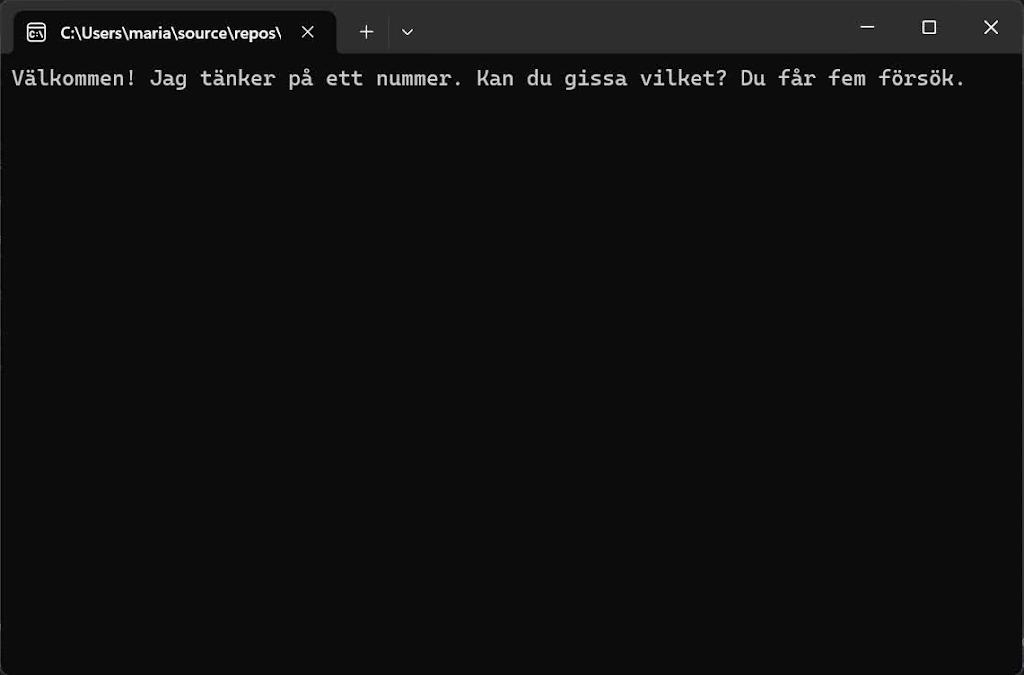 C:\Users\maria\source\repos\
Välkommen! Jag tänker på ett nummer. Kan du gissa vilket? Du får fem försök.